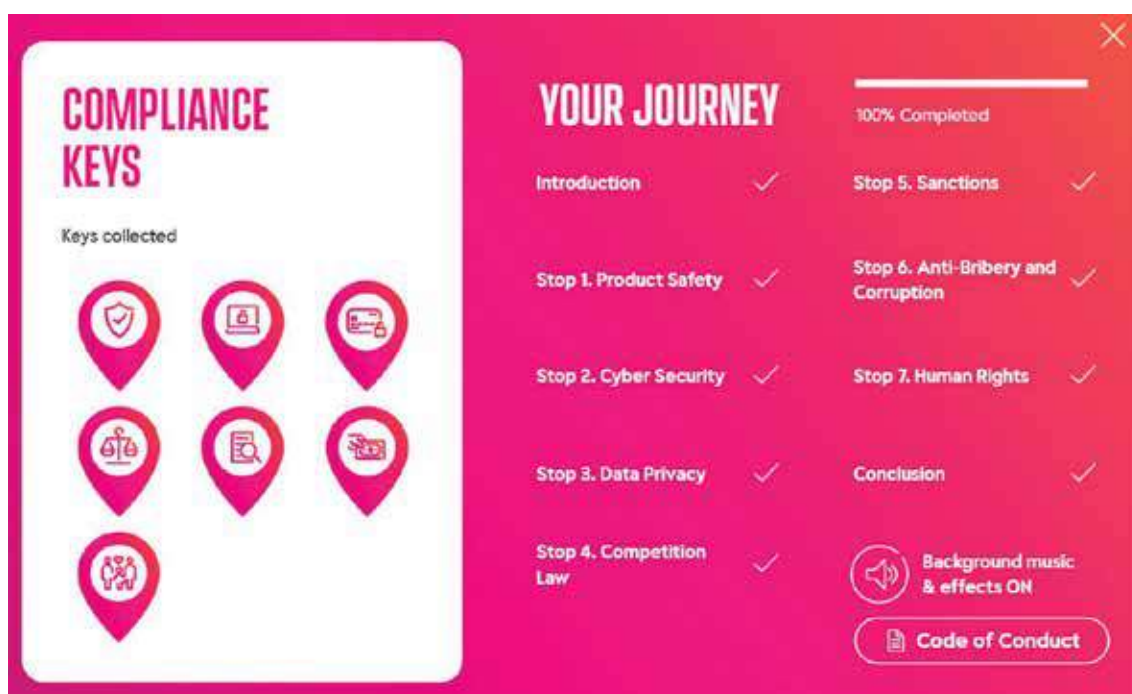 COMPLIANCE
KEYS
Keys collected
YOUR JOURNEY
100% Completed
Introduction
Stop 1. Product Safety
Stop 2. Cyber Security
Stop 3. Data Privacy
Stop 4. Competition
Law
Stop 5. Sanctions
Stop 6. Anti-Bribery and
Corruption
Stop 7. Human Rights
Conclusion
Background music
& effects ON
Code of Conduct